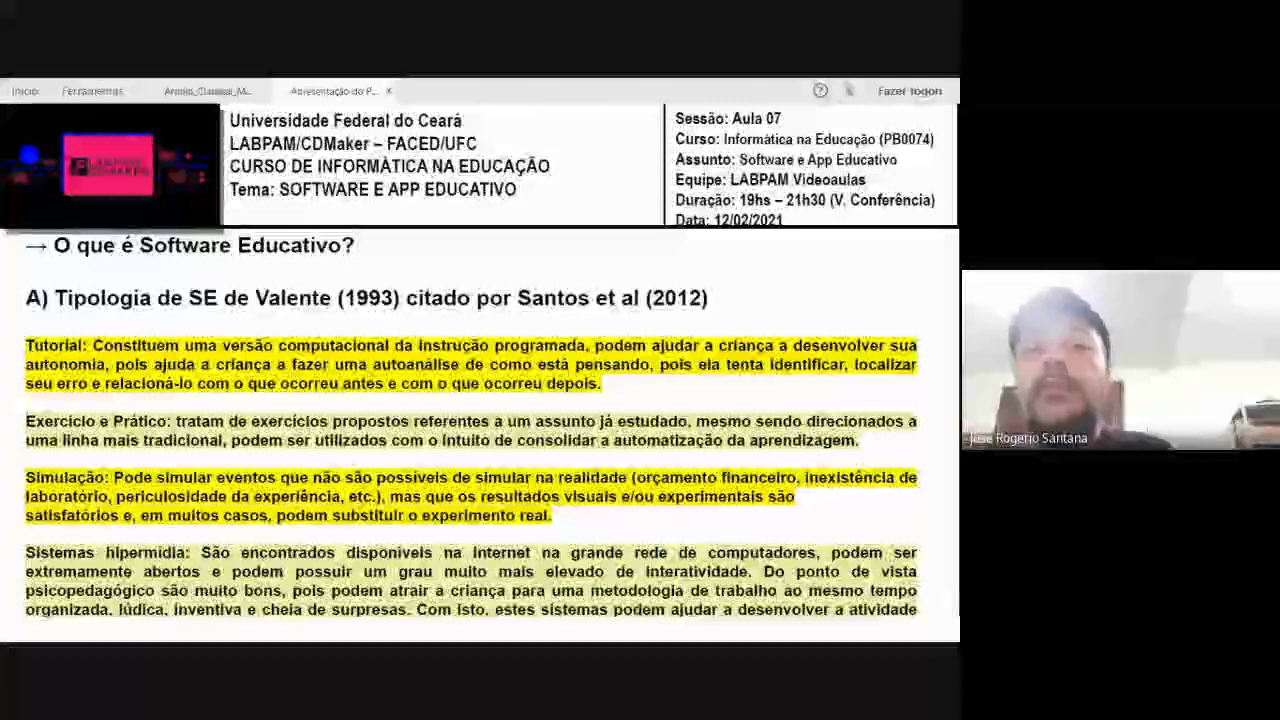 Início
Ferramentas
Apresentação do P... ×
?
Fazer logon
LABPAM
CDMAKER
Universidade Federal do Ceará
LABPAM/CDMaker – FACED/UFC
CURSO DE INFORMÀTICA NA EDUCAÇÃO
Tema: SOFTWARE E APP EDUCATIVO
Sessão: Aula 07
Curso: Informática na Educação (PB0074)
Assunto: Software e App Educativo
Equipe: LABPAM Videoaulas
Duração: 19hs – 21h30 (V. Conferência)
Data: 12/02/2021
→ O que é Software Educativo?
A) Tipologia de SE de Valente (1993) citado por Santos et al (2012)
Tutorial: Constituem uma versão computacional da instrução programada, podem ajudar a criança a desenvolver sua
autonomia, pois ajuda a criança a fazer uma autoanálise de como está pensando, pois ela tenta identificar, localizar
seu erro e relacioná-lo com o que ocorreu antes e com o que ocorreu depois.
Exercício e Prático: tratam de exercícios propostos referentes a um assunto já estudado, mesmo sendo direcionados a
uma linha mais tradicional, podem ser utilizados com o intuito de consolidar a automatização da aprendizagem.
Simulação: Pode simular eventos que não são possíveis de simular na realidade (orçamento financeiro, inexistência de
laboratório, periculosidade da experiência, etc.), mas que os resultados visuais e/ou experimentais são
satisfatórios e, em muitos casos, podem substituir o experimento real.
Sistemas hipermídia: São encontrados disponíveis na Internet na grande rede de computadores, podem ser
extremamente abertos e podem possuir um grau muito mais elevado de interatividade. Do ponto de vista
psicopedagógico são muito bons, pois podem atrair a criança para uma metodologia de trabalho ao mesmo tempo
organizada, lúdica, inventiva e cheia de surpresas. Com isto, estes sistemas podem ajudar a desenvolver a atividade
Jose Rogerio Santana